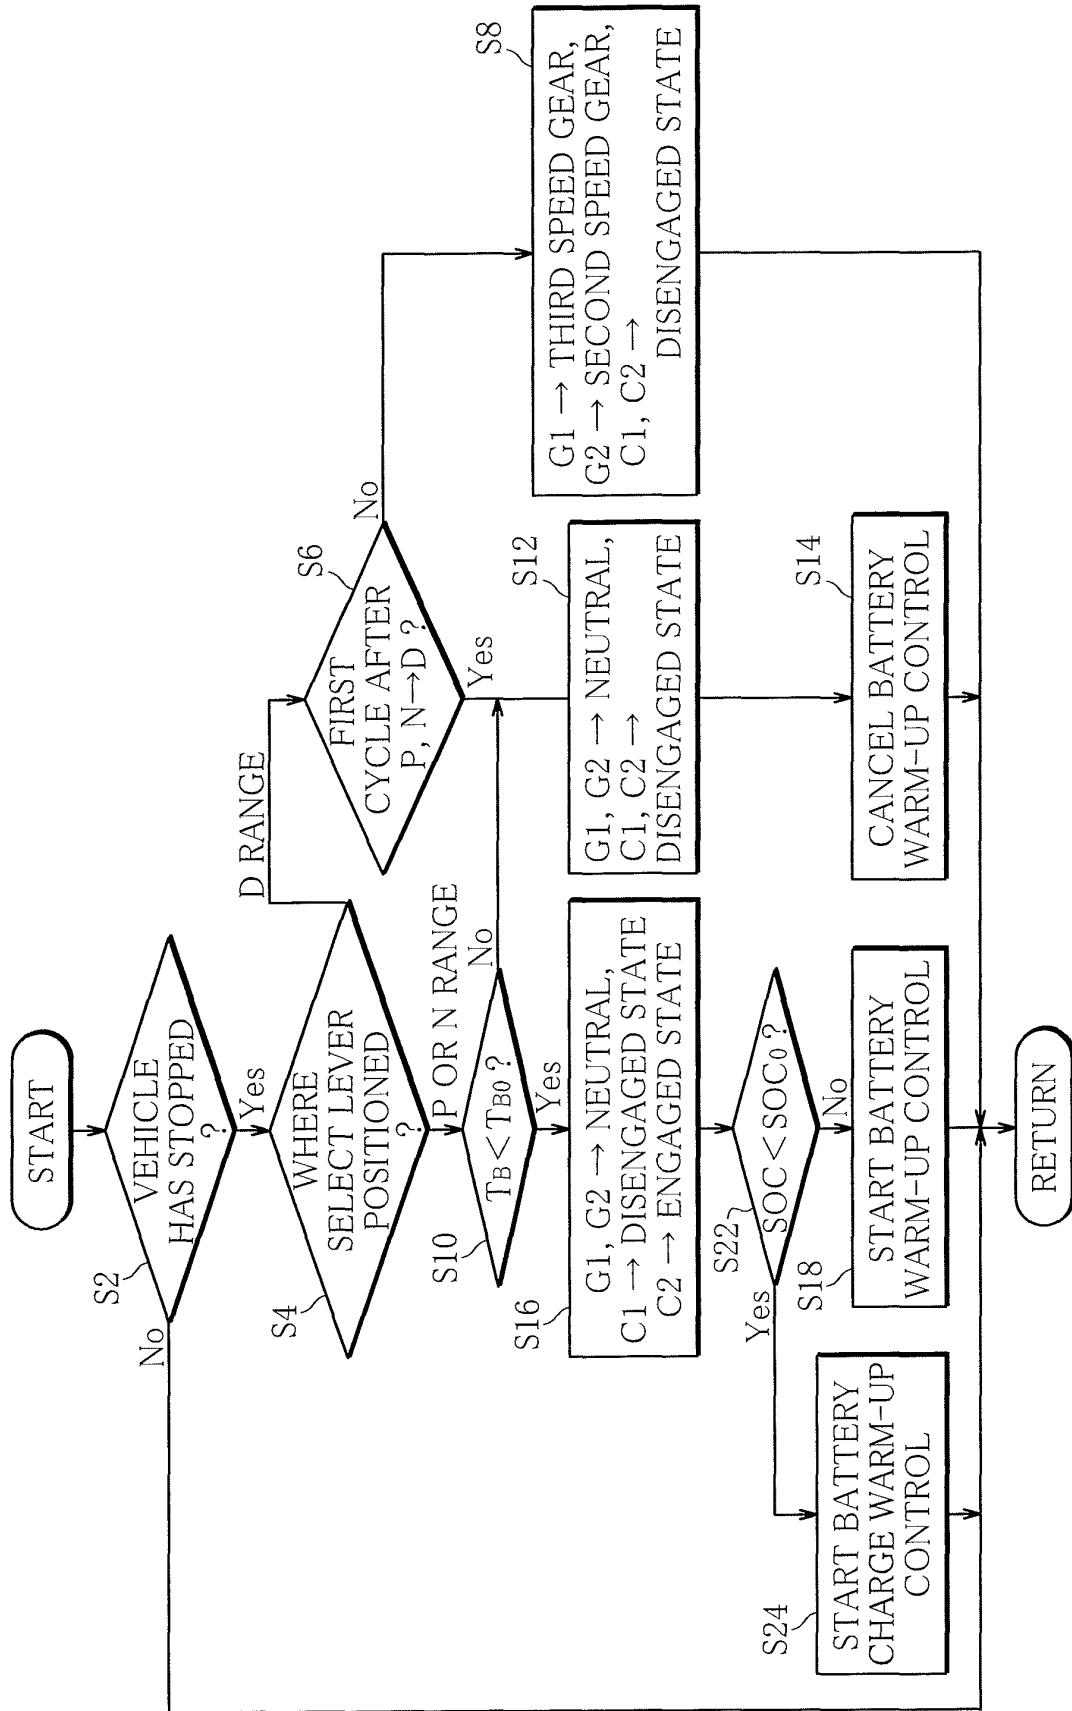 START
S2
VEHICLE
HAS STOPPED
?
No
Yes
S4
WHERE
SELECT LEVER
POSITIONED
?
D RANGE
P OR N RANGE
S6
FIRST
CYCLE AFTER
P, N→D ?
No
Yes
S8
G1 → THIRD SPEED GEAR,
G2 → SECOND SPEED GEAR,
C1, C2 →
DISENGAGED STATE
S10
TB<TB0 ?
No
Yes
S12
G1, G2 → NEUTRAL,
C1, C2 →
DISENGAGED STATE
S16
G1, G2 → NEUTRAL,
C1 → DISENGAGED STATE
C2 → ENGAGED STATE
S22
SOC<SOC0 ?
Yes
No
S24
START BATTERY
CHARGE WARM-UP
CONTROL
S18
START BATTERY
WARM-UP CONTROL
S14
CANCEL BATTERY
WARM-UP CONTROL
RETURN